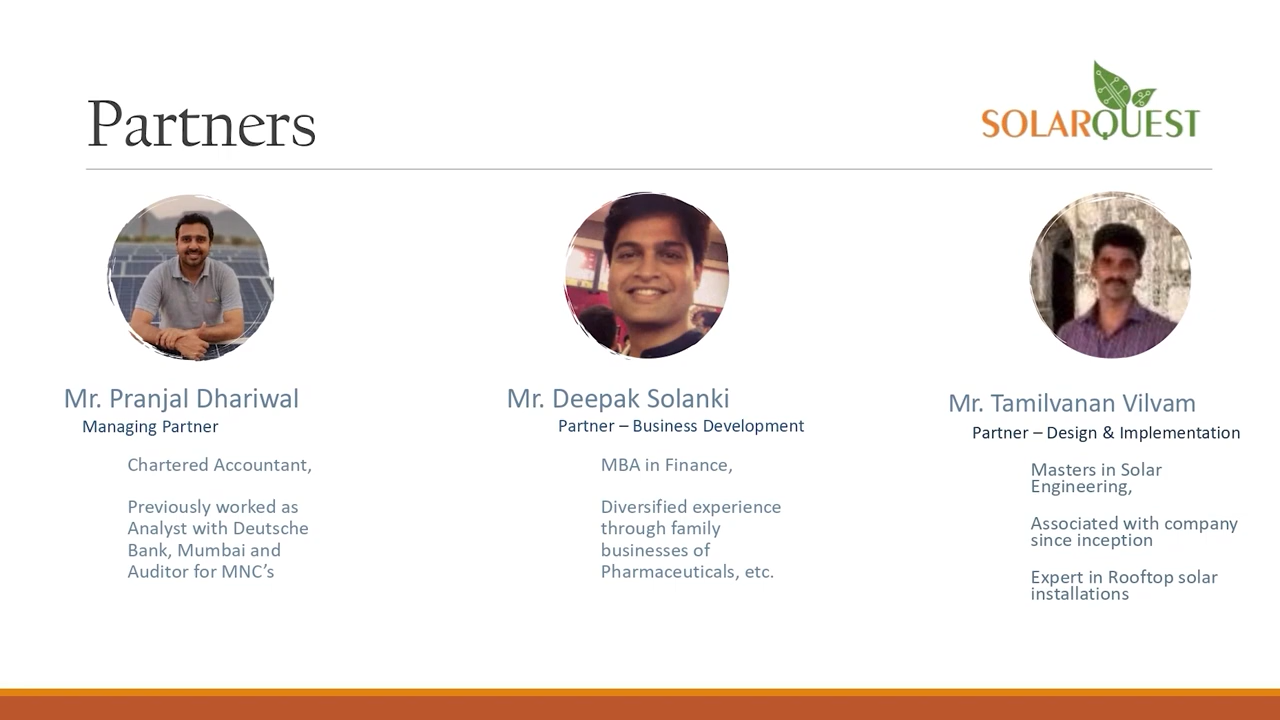 Partners
SOLARQUEST
Mr. Pranjal Dhariwal
Managing Partner
Chartered Accountant,
Previously worked as
Analyst with Deutsche
Bank, Mumbai and
Auditor for MNC’s
Mr. Deepak Solanki
Partner – Business Development
MBA in Finance,
Diversified experience
through family
businesses of
Pharmaceuticals, etc.
Mr. Tamilvanan Vilvam
Partner – Design & Implementation
Masters in Solar
Engineering,
Associated with company
since inception
Expert in Rooftop solar
installations